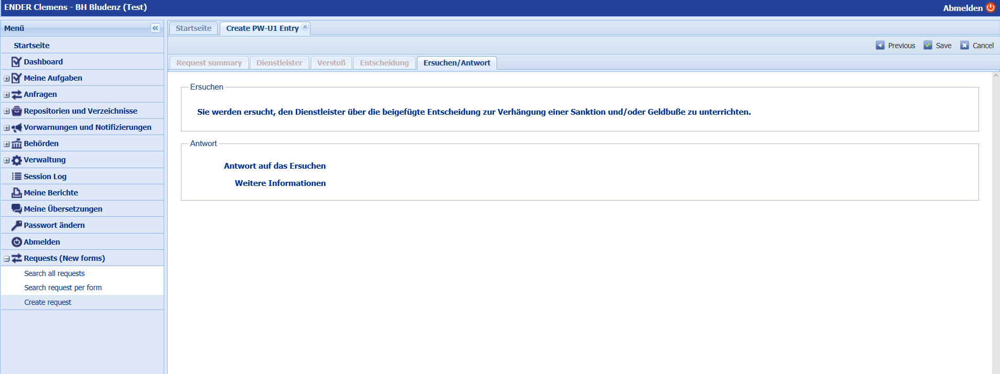 ENDER Clemens - BH Bludenz (Test)
Abmelden
Menü
Startseite
Dashboard
Meine Aufgaben
Anfragen
Repositorien und Verzeichnisse
Vorwarnungen und Notifizierungen
Behörden
Verwaltung
Session Log
Meine Berichte
Meine Übersetzungen
Passwort ändern
Abmelden
Requests (New forms)
Search all requests
Search request per form
Create request
Startseite Create PW-U1 Entry
Previous Save Cancel
Request summary Dienstleister Verstoß Entscheidung Ersuchen/Antwort
Ersuchen
Sie werden ersucht, den Dienstleister über die beigefügte Entscheidung zur Verhängung einer Sanktion und/oder Geldbuße zu unterrichten.
Antwort
Antwort auf das Ersuchen
Weitere Informationen